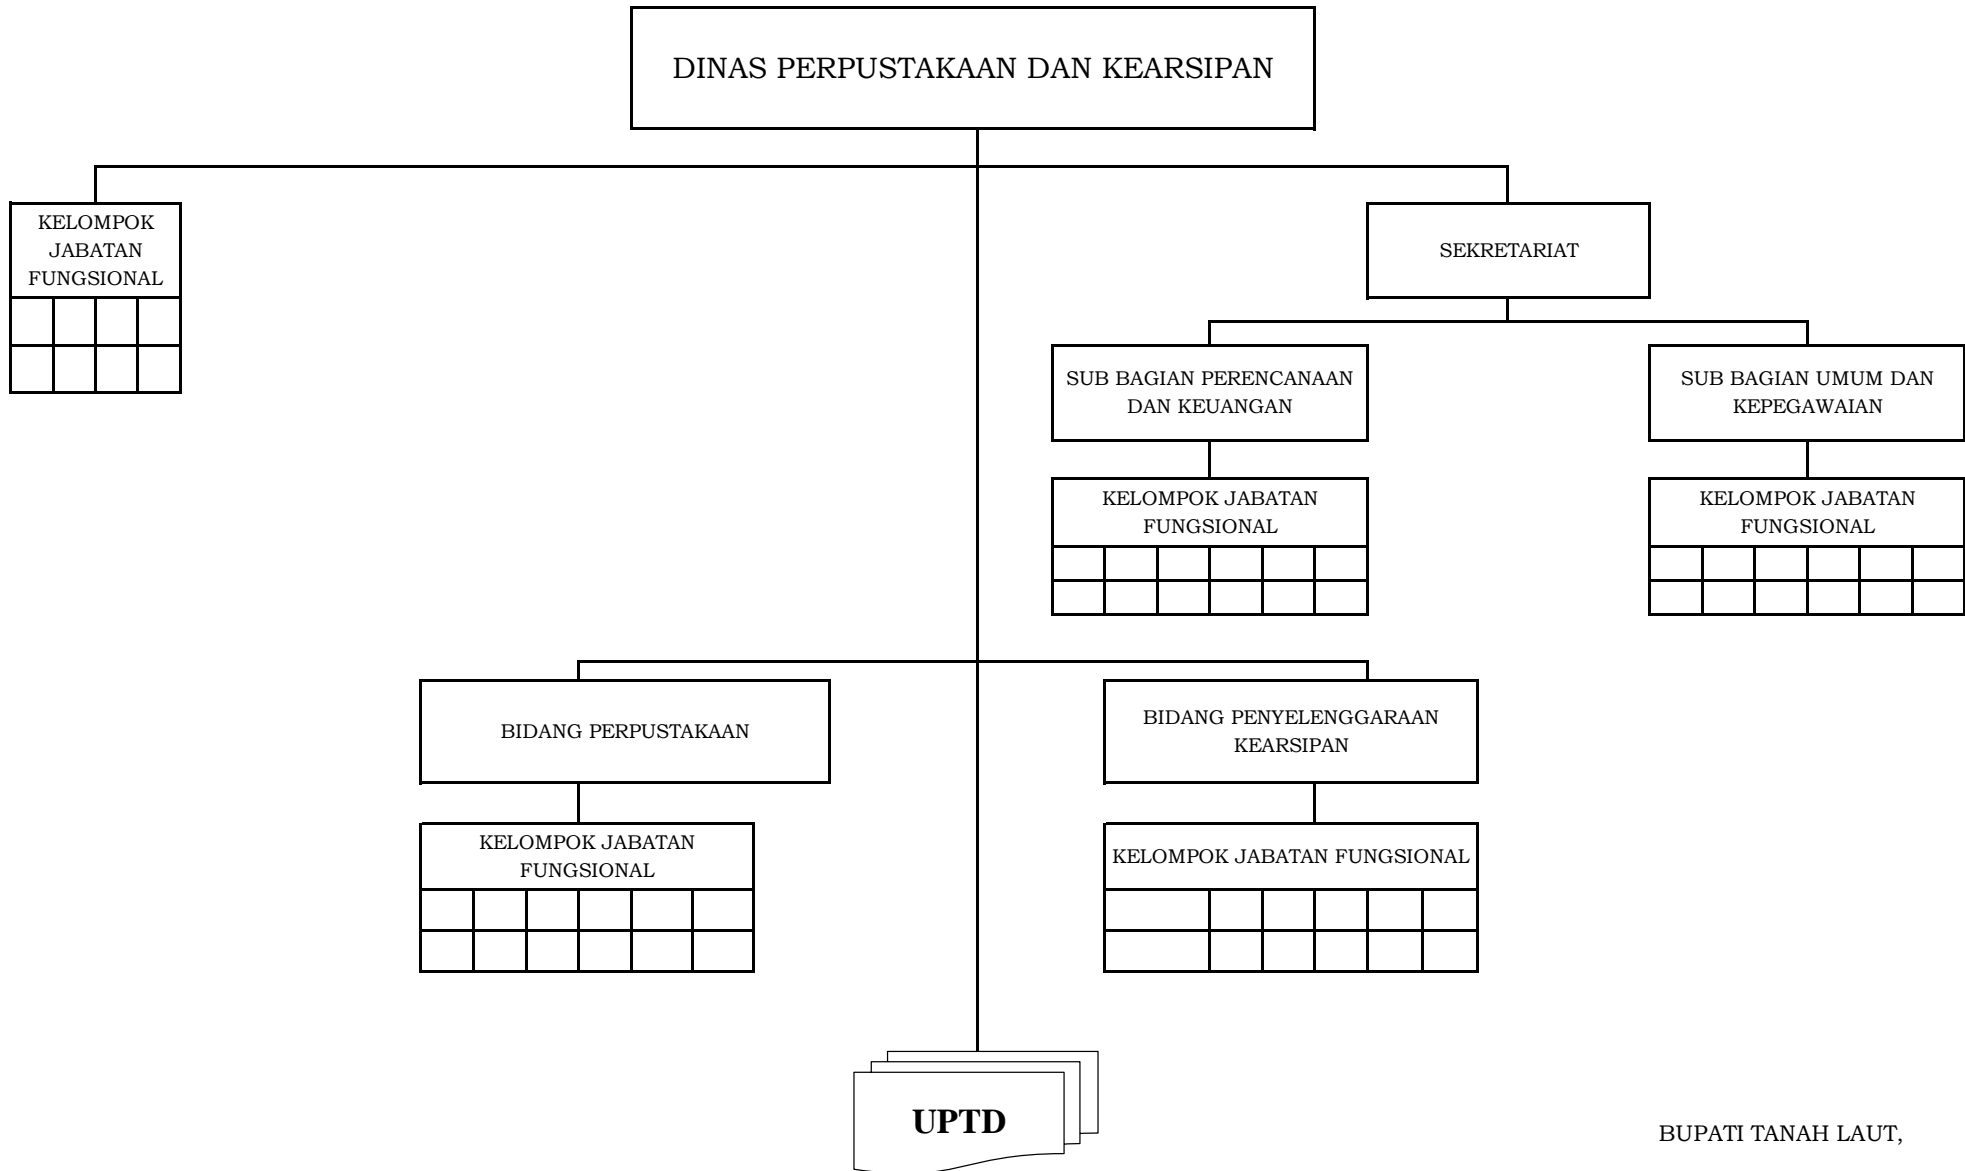 DINAS PERPUSTAKAAN DAN KEARSIPAN
KELOMPOK
JABATAN
FUNGSIONAL
SEKRETARIAT
SUB BAGIAN PERENCANAAN
DAN KEUANGAN
SUB BAGIAN UMUM DAN
KEPEGAWAIAN
KELOMPOK JABATAN
FUNGSIONAL
KELOMPOK JABATAN
FUNGSIONAL
BIDANG PERPUSTAKAAN
BIDANG PENYELENGGARAAN
KEARSIPAN
KELOMPOK JABATAN
FUNGSIONAL
KELOMPOK JABATAN FUNGSIONAL
UPTD
BUPATI TANAH LAUT,